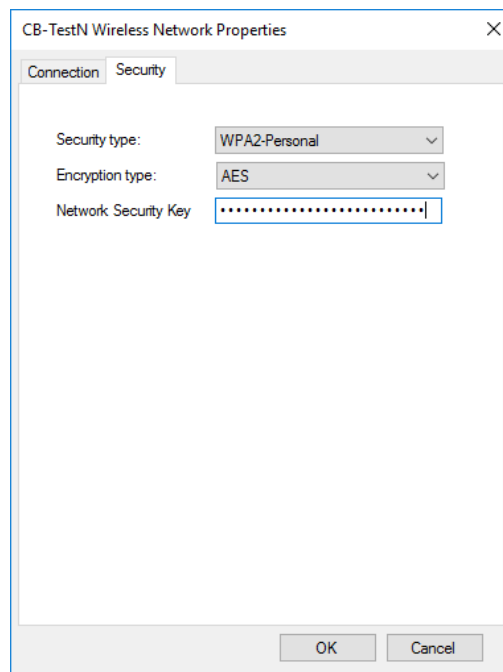 CB-TestN Wireless Network Properties
Connection Security
Security type: WPA2-Personal
Encryption type: AES
Network Security Key ••••••••••••••••••••••••••
OK Cancel